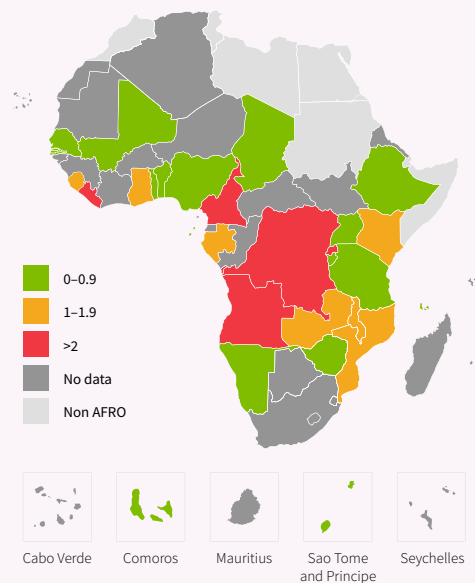 0–0.9
1–1.9
>2
No data
Non AFRO
Cabo Verde
Comoros
Mauritius
Sao Tome
and Principe
Seychelles